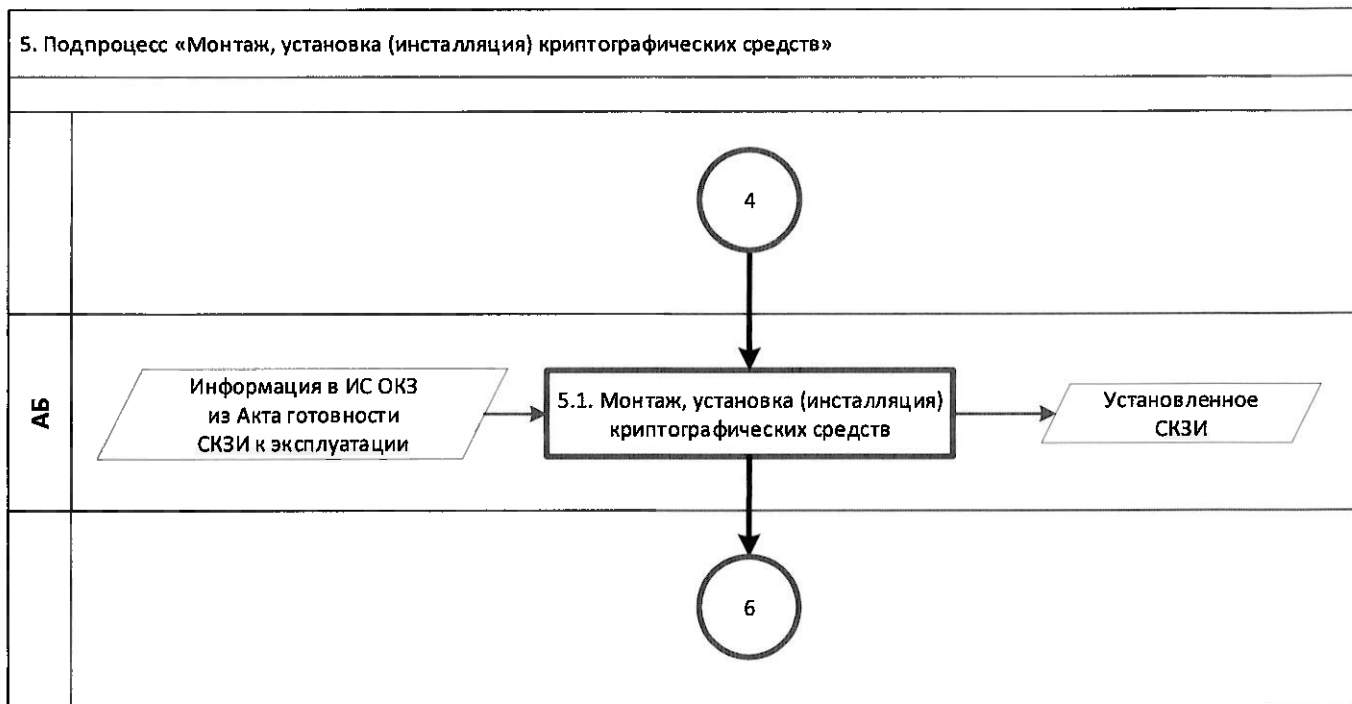 5. Подпроцесс «Монтаж, установка (инсталляция) криптографических средств»
4
АБ
Информация в ИС ОКЗ
из Акта готовности
СКЗИ к эксплуатации
5.1. Монтаж, установка (инсталляция)
криптографических средств
Установленное
СКЗИ
6